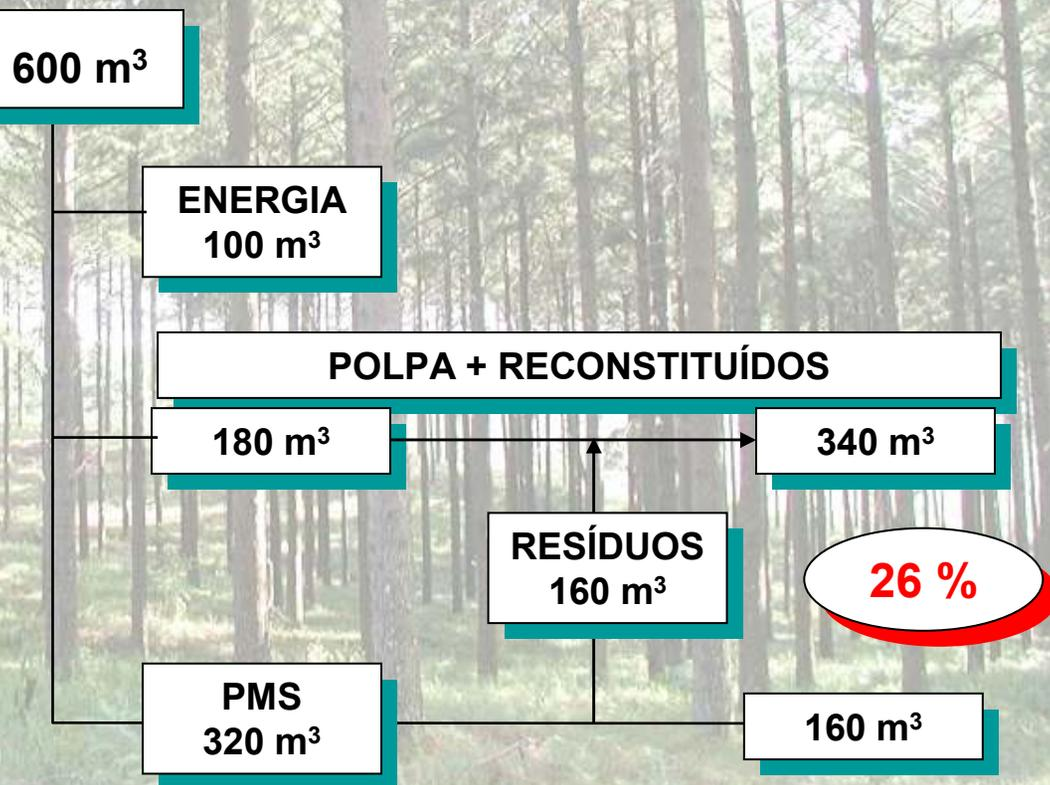 600 m³
ENERGIA
100 m³
POLPA + RECONSTITUÍDOS
180 m³
340 m³
RESÍDUOS
160 m³
26 %
PMS
320 m³
160 m³